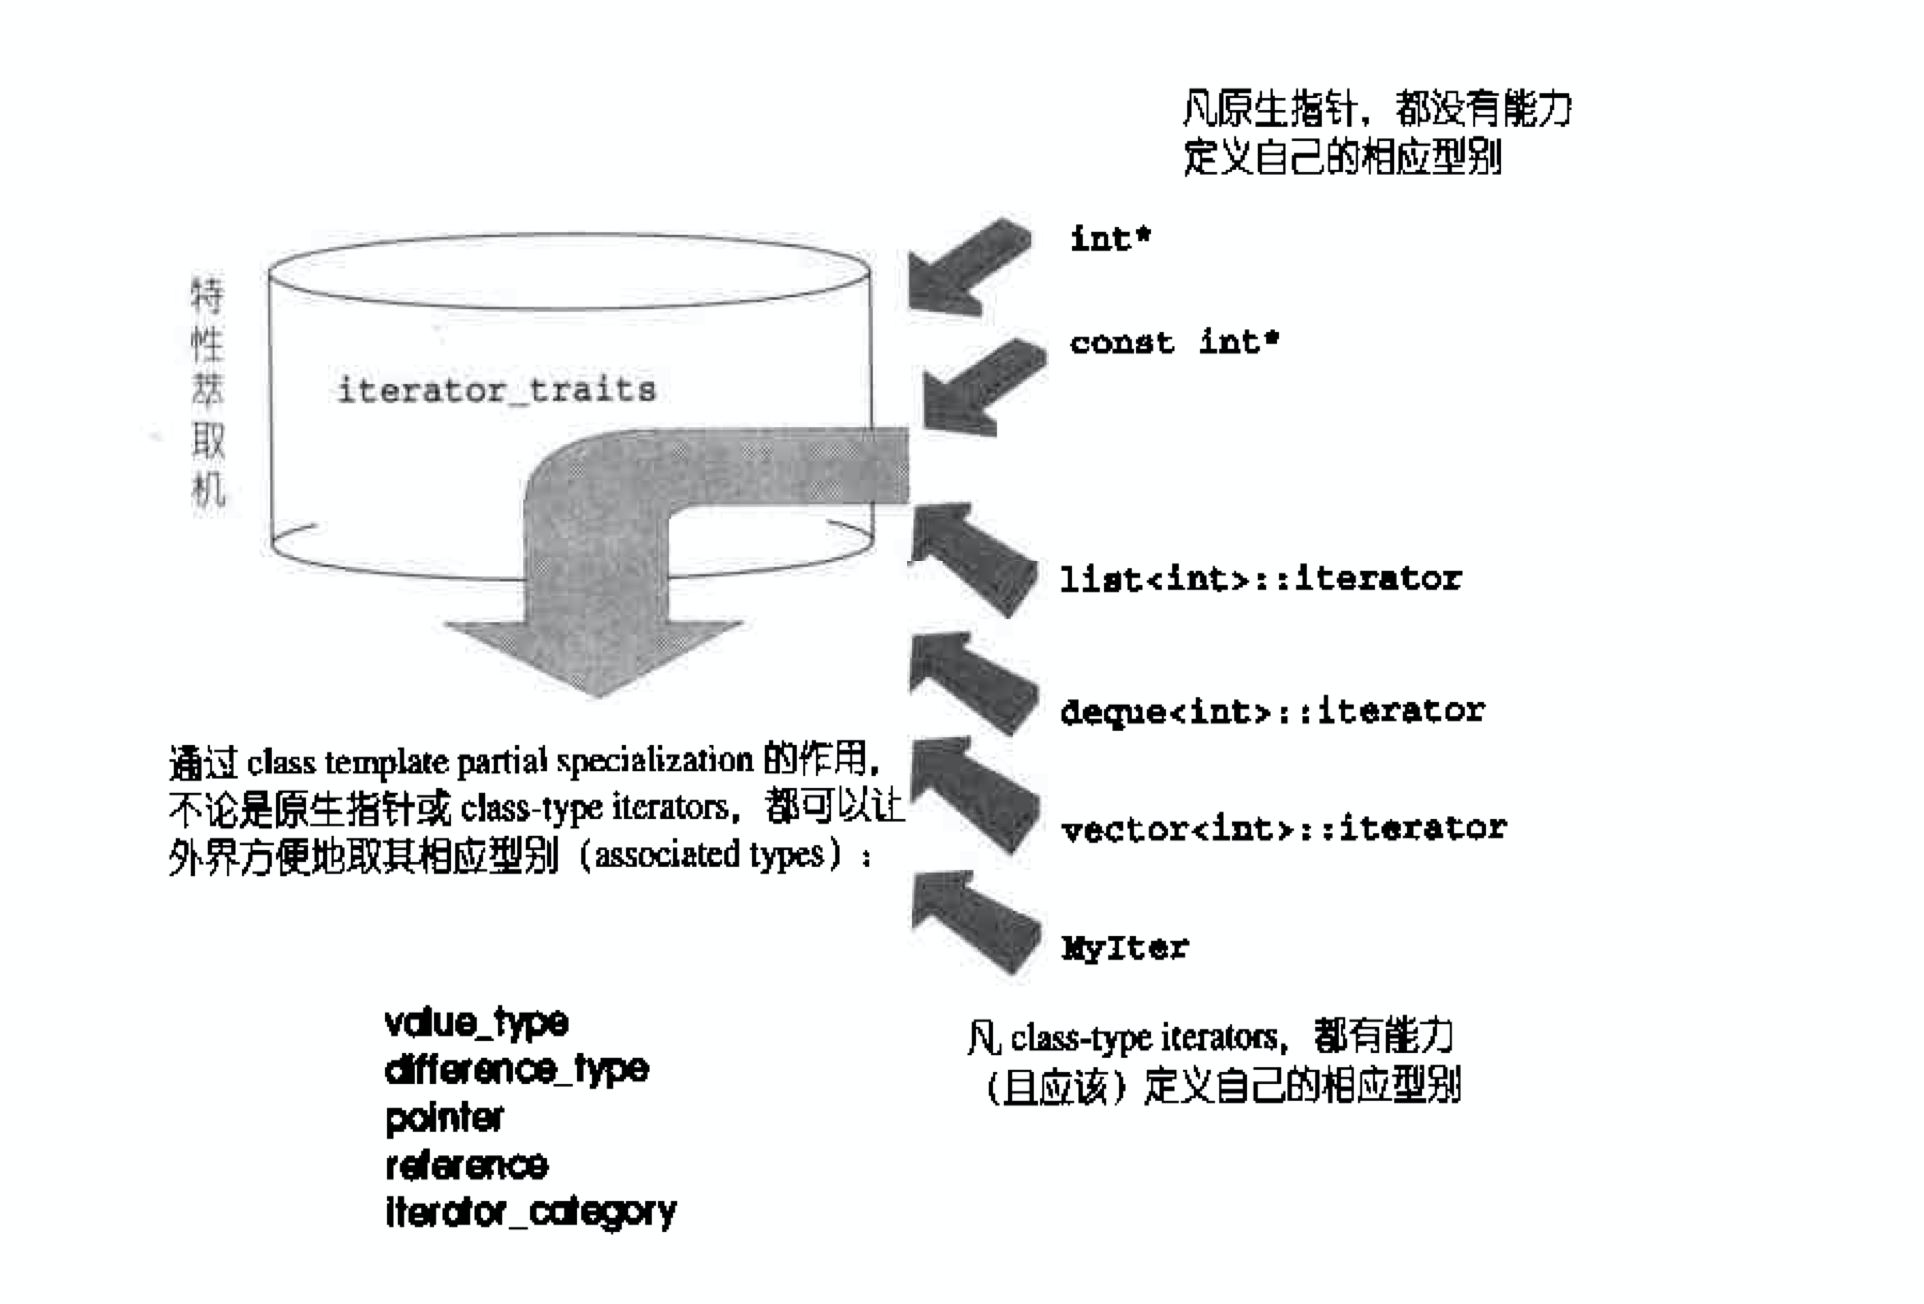 凡原生指针，都没有能力
定义自己的相应型别
int*
const int*
特性萃取机
iterator_traits
list<int>::iterator
deque<int>::iterator
vector<int>::iterator
MyIter
通过 class template partial specialization 的作用，
不论是原生指针或 class-type iterators，都可以让
外界方便地取其相应型别（associated types）：
value_type
difference_type
pointer
reference
iterator_category
凡 class-type iterators，都有能力
（且应该）定义自己的相应型别